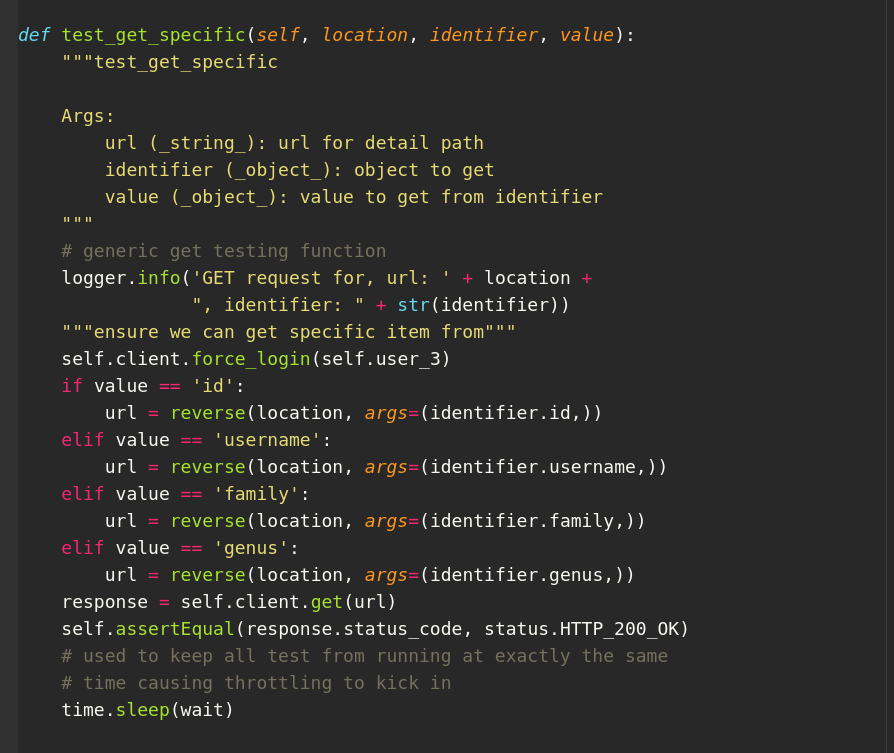 def test_get_specific(self, location, identifier, value):
    """test_get_specific

    Args:
        url (_string_): url for detail path
        identifier (_object_): object to get
        value (_object_): value to get from identifier
    """
    # generic get testing function
    logger.info('GET request for, url: ' + location +
                ", identifier: " + str(identifier))
    """ensure we can get specific item from"""
    self.client.force_login(self.user_3)
    if value == 'id':
        url = reverse(location, args=(identifier.id,))
    elif value == 'username':
        url = reverse(location, args=(identifier.username,))
    elif value == 'family':
        url = reverse(location, args=(identifier.family,))
    elif value == 'genus':
        url = reverse(location, args=(identifier.genus,))
    response = self.client.get(url)
    self.assertEqual(response.status_code, status.HTTP_200_OK)
    # used to keep all test from running at exactly the same
    # time causing throttling to kick in
    time.sleep(wait)